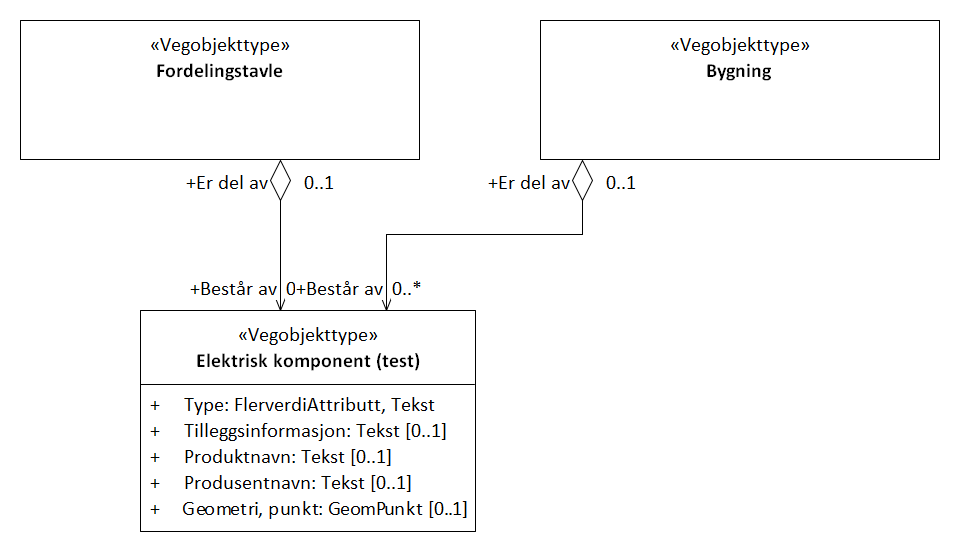 «Vegobjekttype»
Fordelingstavle
«Vegobjekttype»
Bygning
+Er del av 0..1
+Er del av 0..1
+Består av 0
+Består av 0..*
«Vegobjekttype»
Elektrisk komponent (test)
+ Type: FlerverdiAttributt, Tekst
+ Tilleggsinformasjon: Tekst [0..1]
+ Produktnavn: Tekst [0..1]
+ Produsentnavn: Tekst [0..1]
+ Geometri, punkt: GeomPunkt [0..1]